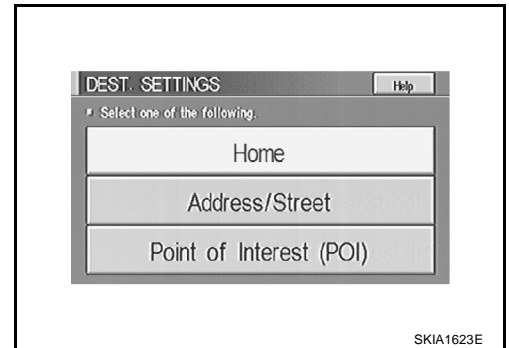 DEST. SETTINGS
Help
Select one of the following.
Home
Address/Street
Point of Interest (POI)
SKIA1623E